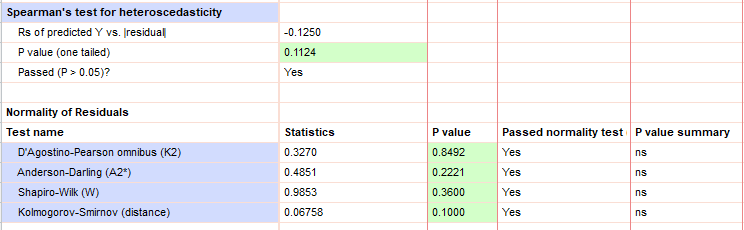 Spearman's test for heteroscedasticity
Rs of predicted Y vs. |residual| -0.1250
P value (one tailed) 0.1124
Passed (P > 0.05)? Yes
Normality of Residuals
Test name Statistics P value Passed normality test P value summary
D'Agostino-Pearson omnibus (K2) 0.3270 0.8492 Yes ns
Anderson-Darling (A2*) 0.4851 0.2221 Yes ns
Shapiro-Wilk (W) 0.9853 0.3600 Yes ns
Kolmogorov-Smirnov (distance) 0.06758 0.1000 Yes ns